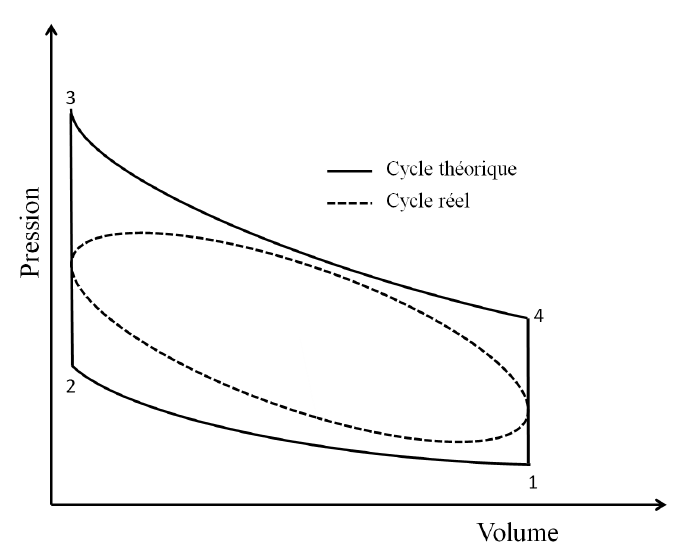 3
Cycle théorique
Cycle réel
Pression
4
2
1
Volume